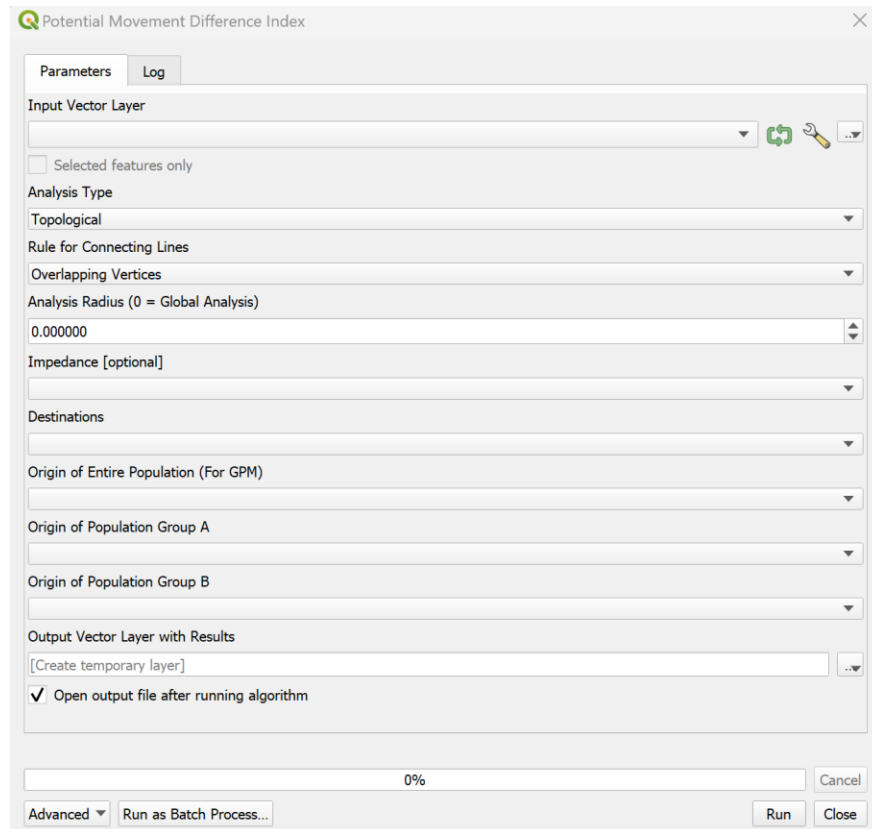 Potential Movement Difference Index
Parameters Log
Input Vector Layer
Selected features only
Analysis Type
Topological
Rule for Connecting Lines
Overlapping Vertices
Analysis Radius (0 = Global Analysis)
0.000000
Impedance [optional]
Destinations
Origin of Entire Population (For GPM)
Origin of Population Group A
Origin of Population Group B
Output Vector Layer with Results
[Create temporary layer]
Open output file after running algorithm
0% Cancel
Advanced Run as Batch Process... Run Close